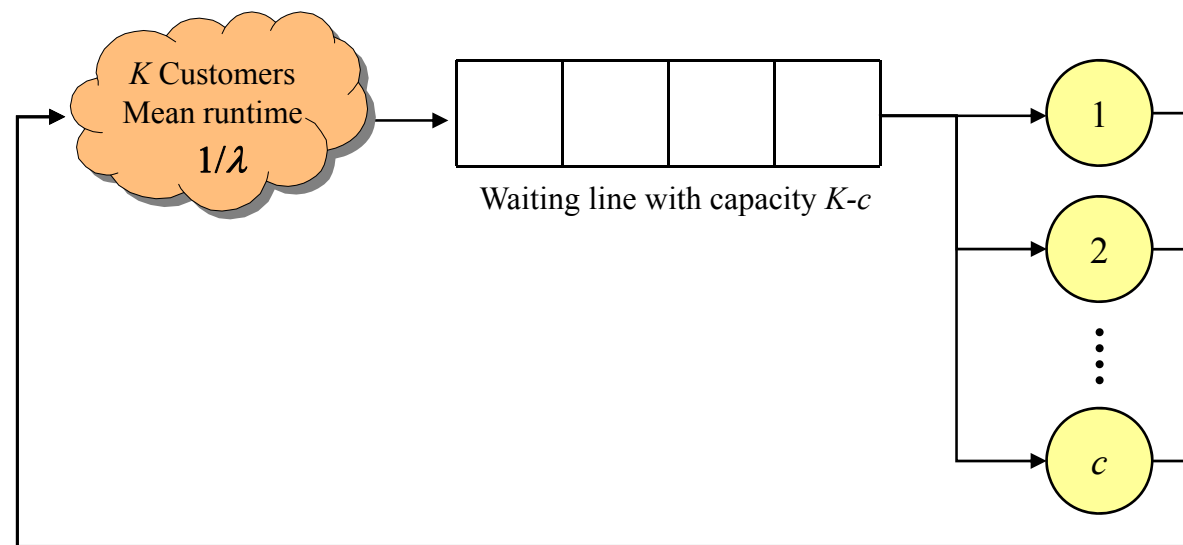 K Customers
Mean runtime
1/λ
Waiting line with capacity K-c
1
2
c